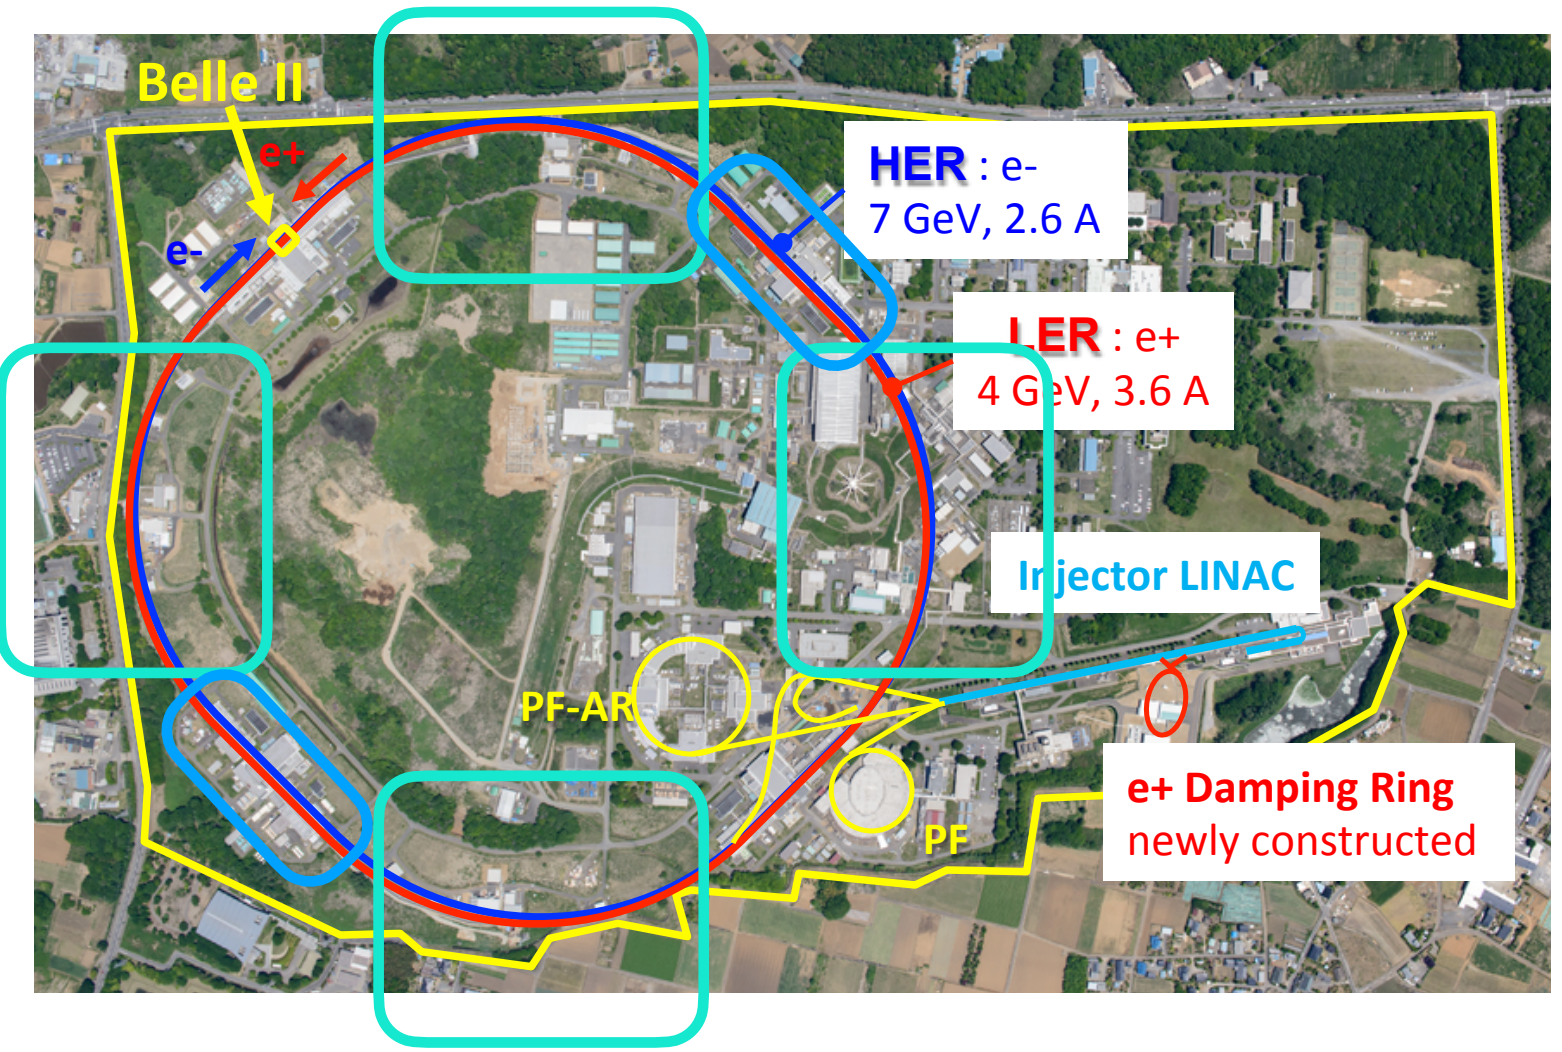 Belle II
e+
e-
HER : e-
7 GeV, 2.6 A
LER : e+
4 GeV, 3.6 A
Injector LINAC
PF-AR
PF
e+ Damping Ring
newly constructed